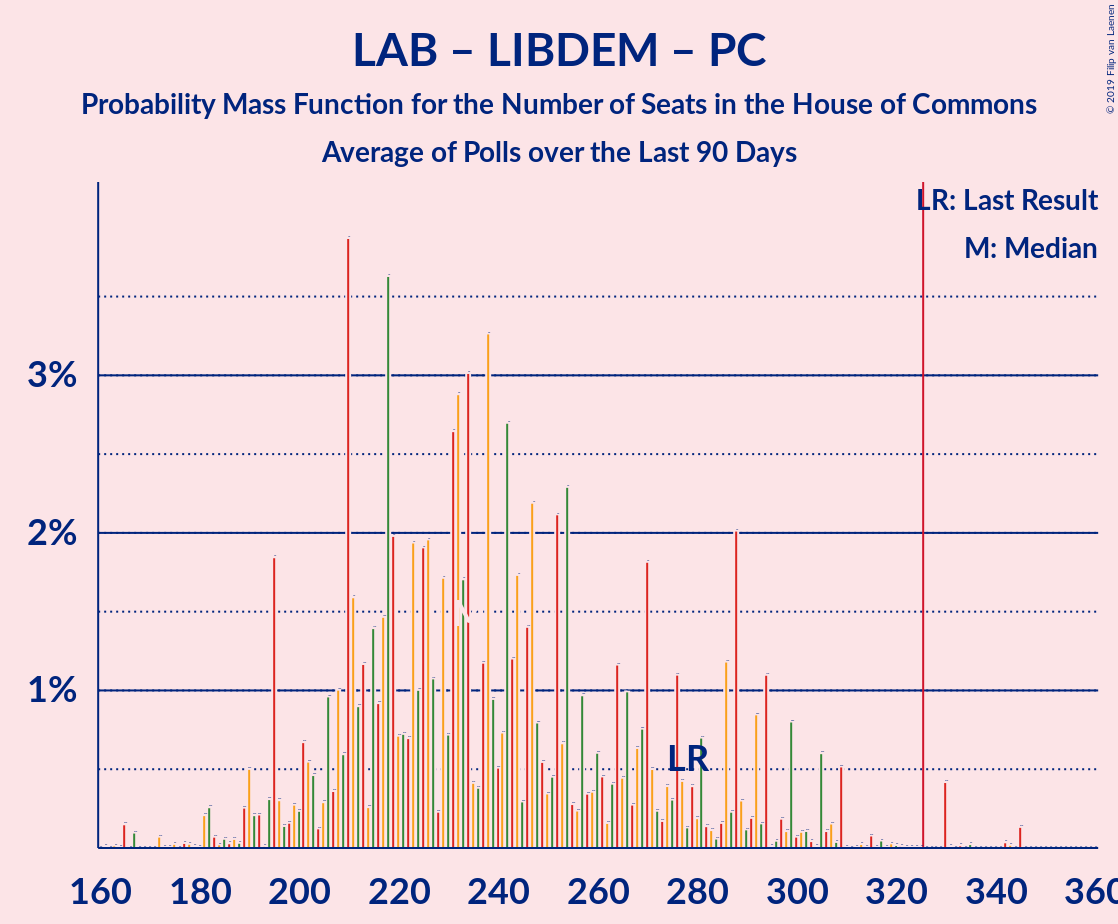 LAB – LIBDEM – PC
Probability Mass Function for the Number of Seats in the House of Commons
Average of Polls over the Last 90 Days
© 2019 Filip van Laenen
LR: Last Result
M: Median
3%
2%
1%
M
LR
160 180 200 220 240 260 280 300 320 340 360